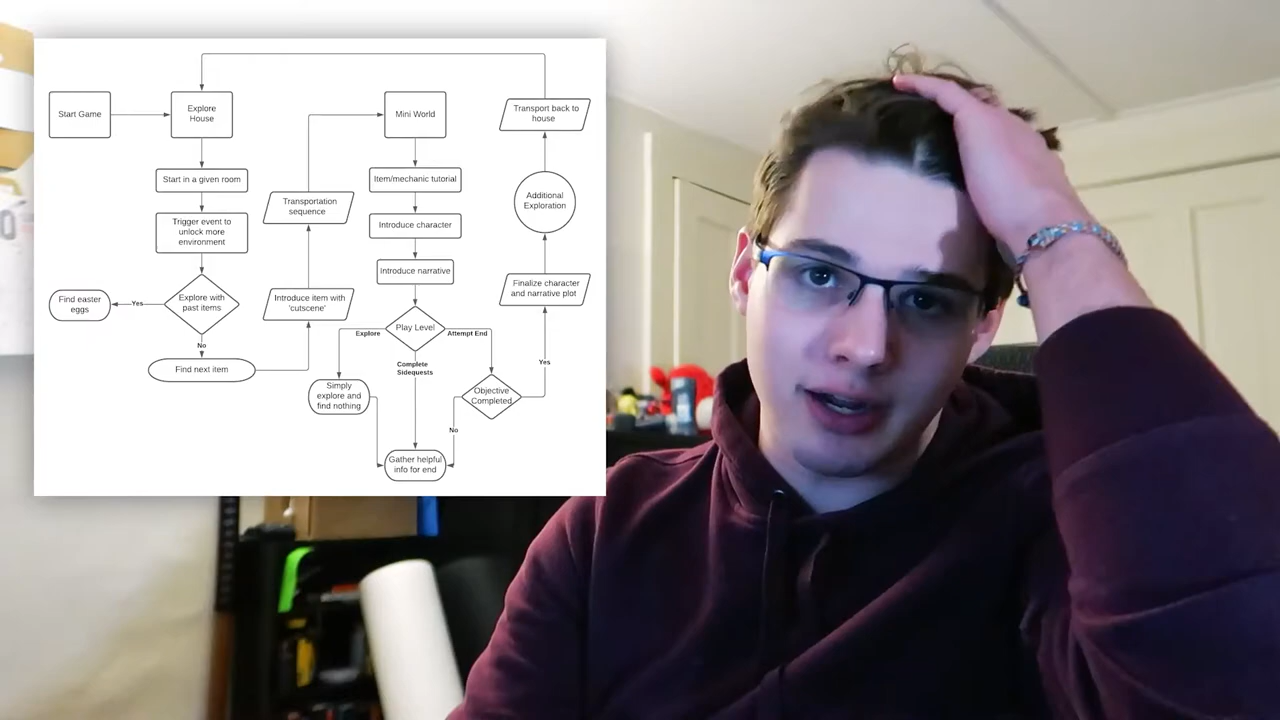 Start Game
Explore
House
Start in a given room
Trigger event to
unlock more
environment
Explore with
past items
Yes
Find easter
eggs
No
Find next item
Introduce item with
'cutscene'
Transportation
sequence
Mini World
Item/mechanic tutorial
Introduce character
Introduce narrative
Play Level
Explore
Simply
explore and
find nothing
Complete
Sidequests
Gather helpful
info for end
Attempt End
Objective
Completed
No
Yes
Finalize character
and narrative plot
Additional
Exploration
Transport back to
house